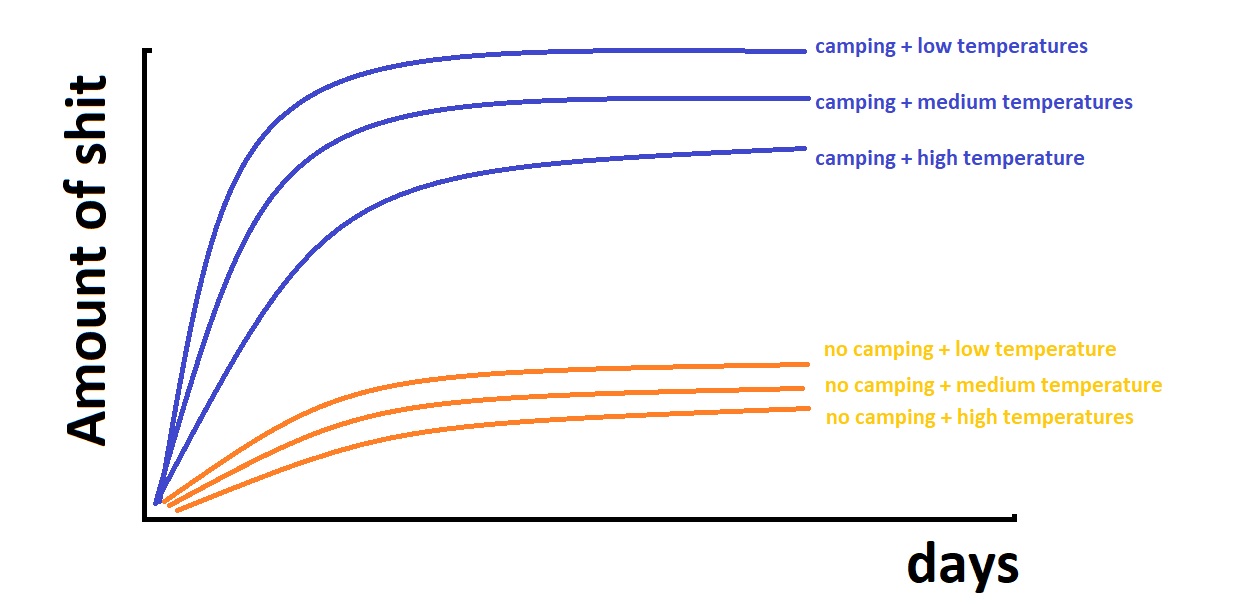 Amount of shit
camping + low temperatures
camping + medium temperatures
camping + high temperature
no camping + low temperature
no camping + medium temperature
no camping + high temperatures
days